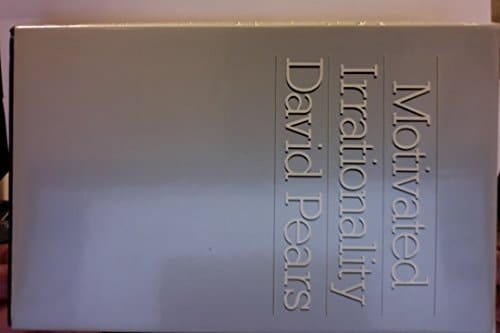 Motivated
Irrationality
David Pears